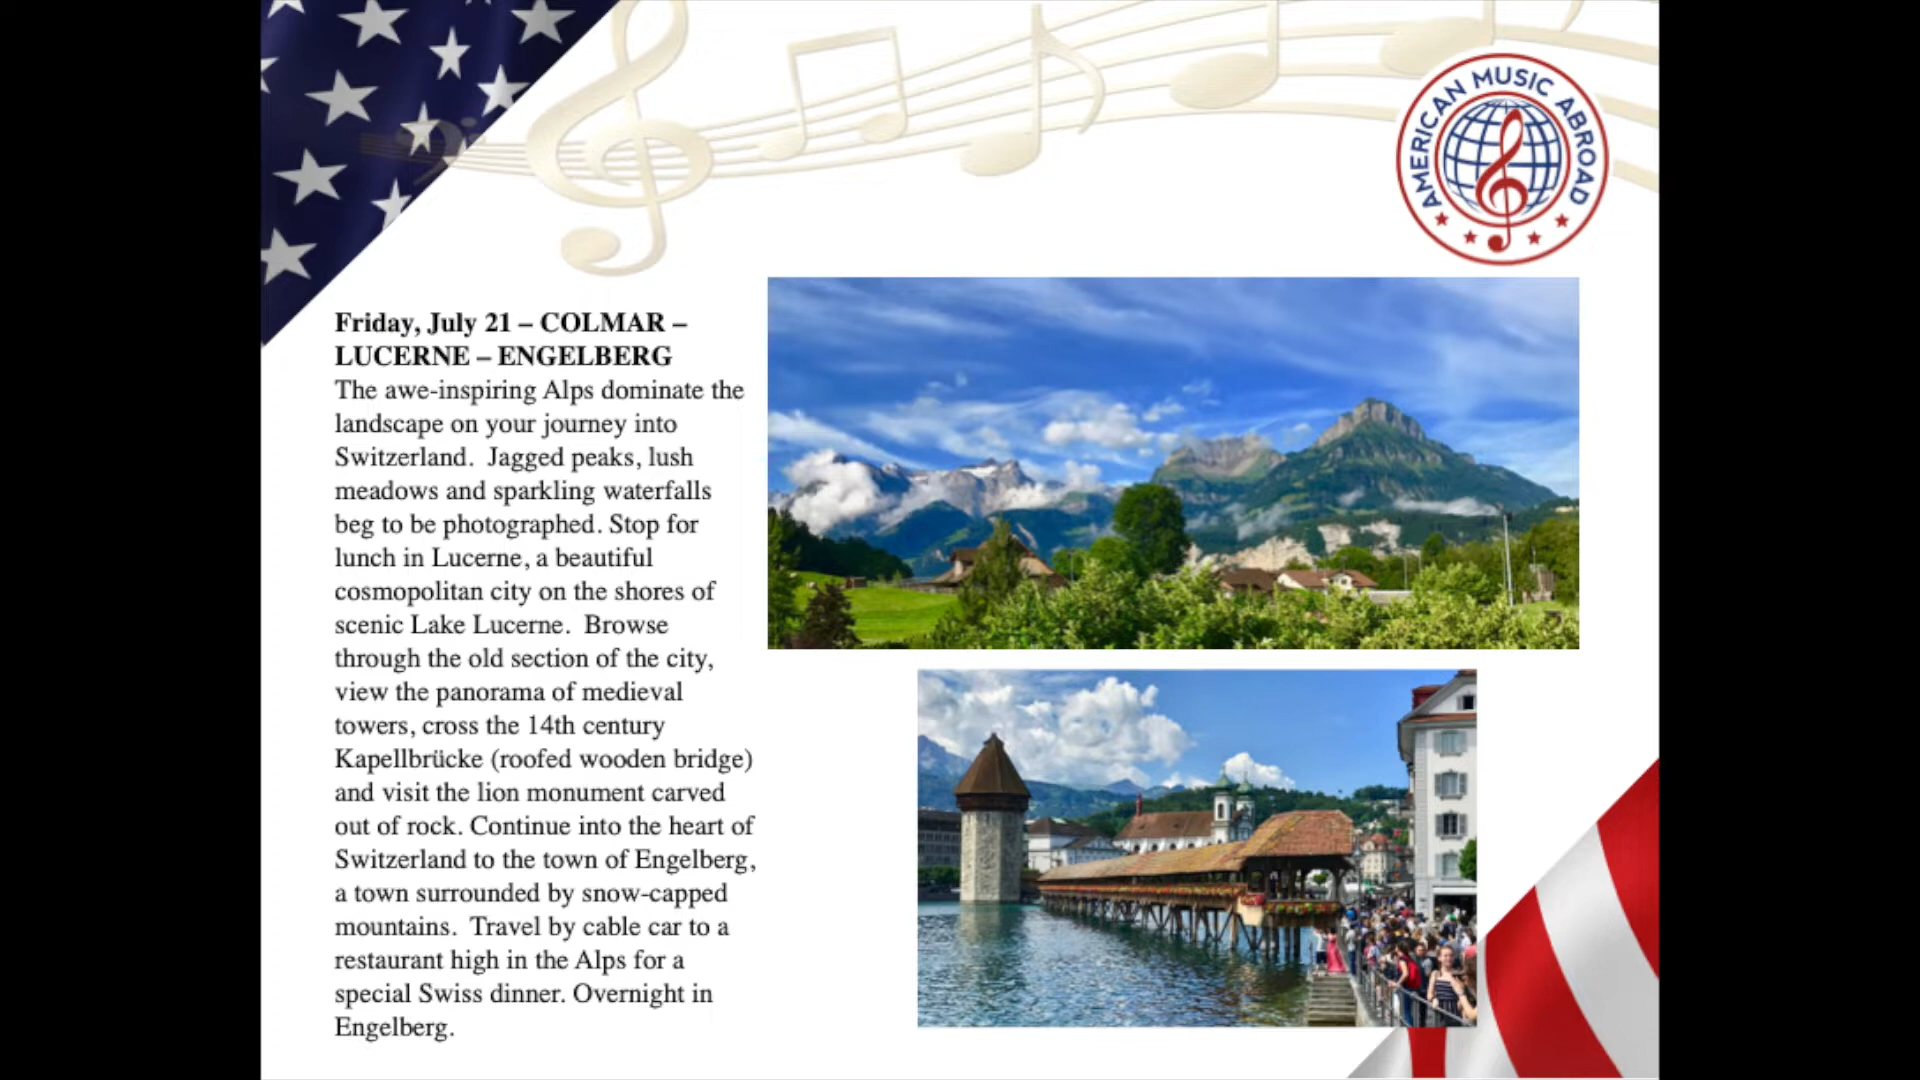 AMERICAN MUSIC ABROAD
Friday, July 21 – COLMAR –
LUCERNE – ENGELBERG
The awe-inspiring Alps dominate the
landscape on your journey into
Switzerland.  Jagged peaks, lush
meadows and sparkling waterfalls
beg to be photographed. Stop for
lunch in Lucerne, a beautiful
cosmopolitan city on the shores of
scenic Lake Lucerne.  Browse
through the old section of the city,
view the panorama of medieval
towers, cross the 14th century
Kapellbrücke (roofed wooden bridge)
and visit the lion monument carved
out of rock. Continue into the heart of
Switzerland to the town of Engelberg,
a town surrounded by snow-capped
mountains.  Travel by cable car to a
restaurant high in the Alps for a
special Swiss dinner. Overnight in
Engelberg.